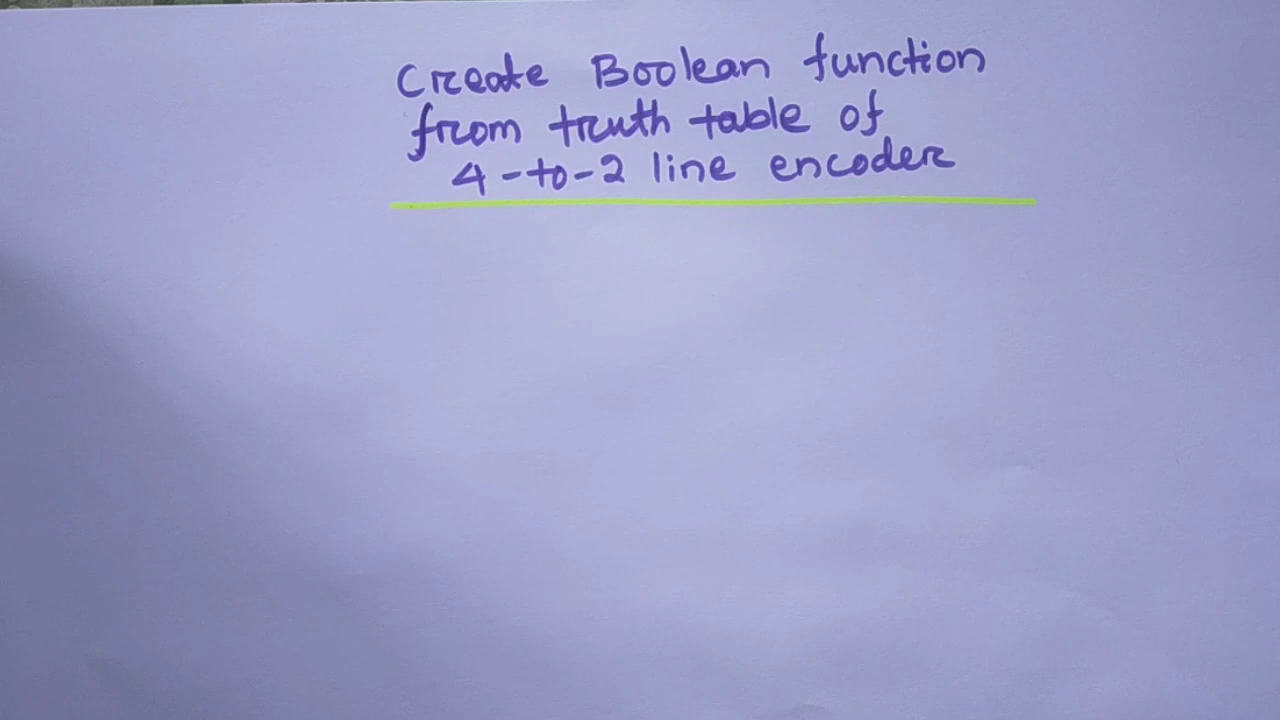 Create Boolean function
from truth table of
4-to-2 line encoder